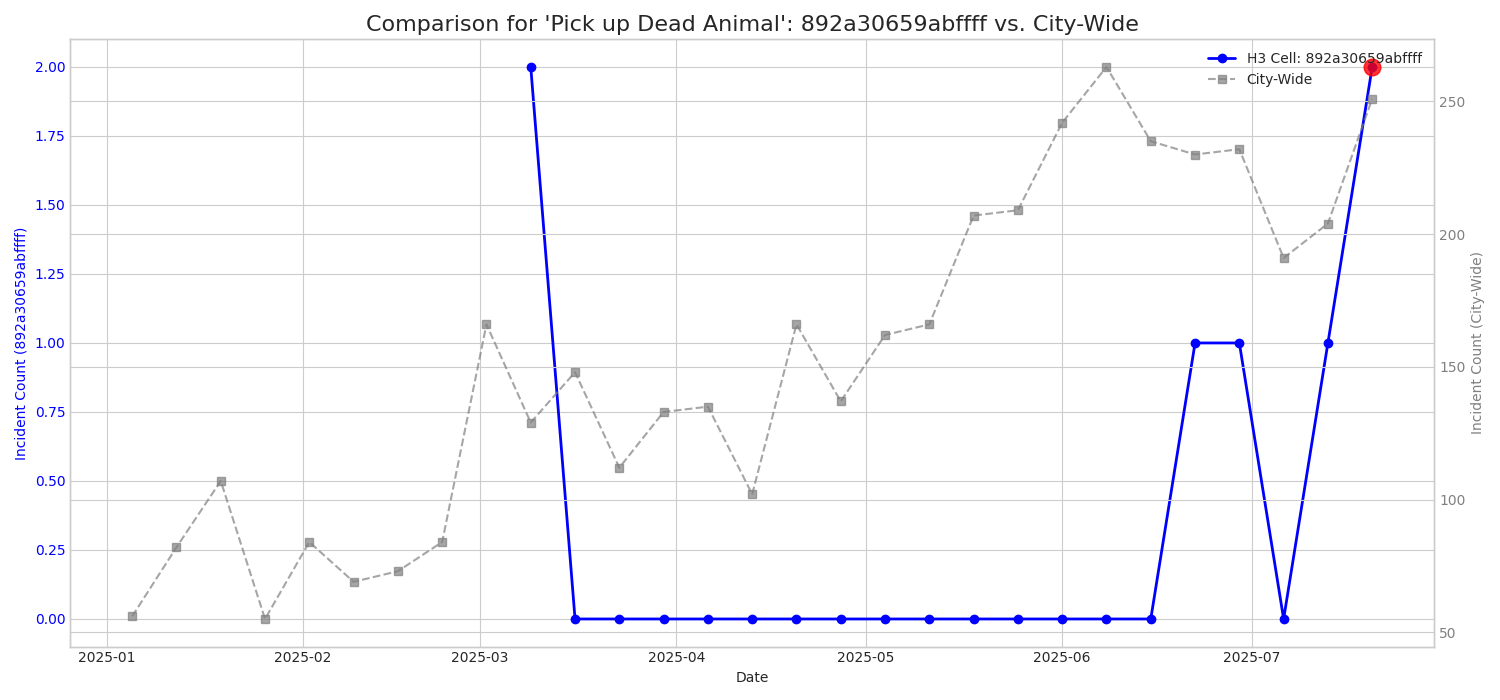 Comparison for 'Pick up Dead Animal': 892a30659abffff vs. City-Wide
H3 Cell: 892a30659abffff
City-Wide
Incident Count (892a30659abffff)
2.00
1.75
1.50
1.25
1.00
0.75
0.50
0.25
0.00
250
200
150
100
50
Incident Count (City-Wide)
2025-01 2025-02 2025-03 2025-04 2025-05 2025-06 2025-07
Date